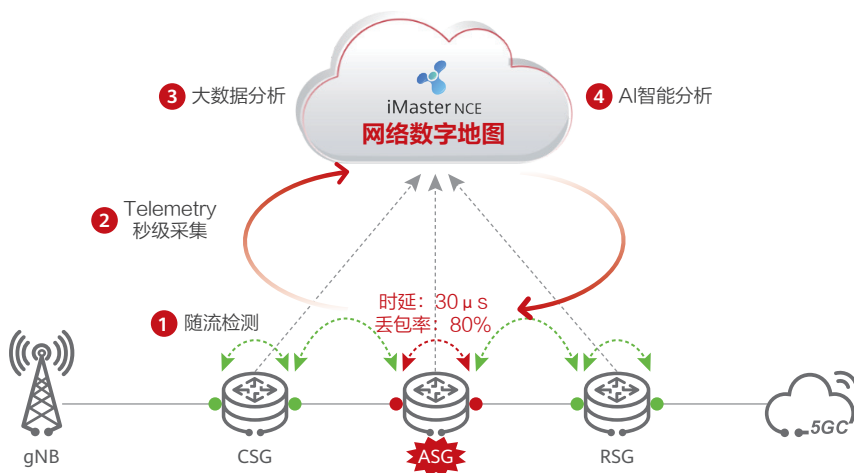 3 大数据分析
4 AI智能分析
iMaster NCE
网络数字地图
2 Telemetry
秒级采集
时延：30μs
丢包率：80%
1 随流检测
5GC
gNB
CSG
ASG
RSG